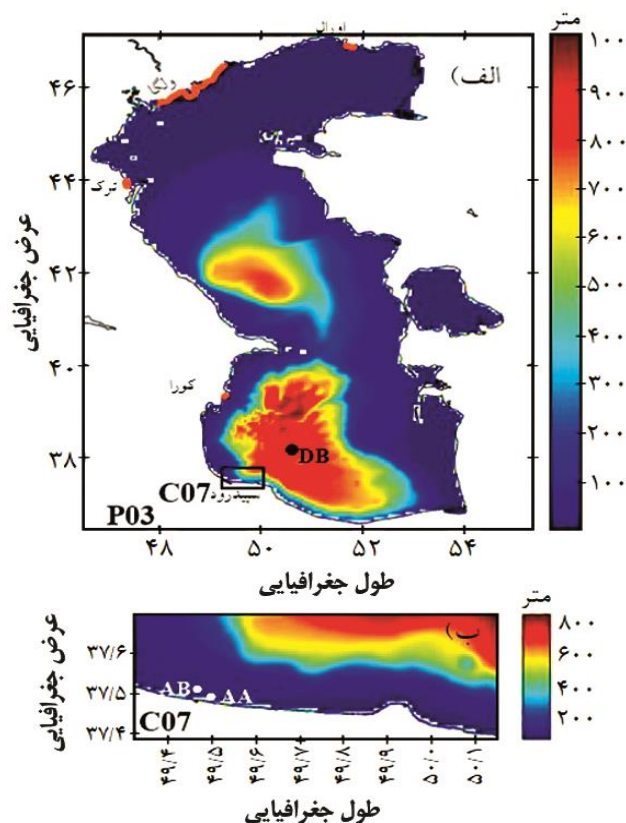 متر
الف)
اورال
ولگا
ترک
کورا
DB
C07
سپیدرود
P03
۴۶
۴۴
۴۲
۴۰
۳۸
عرض جغرافیایی
۴۸ ۵۰ ۵۲ ۵۴
طول جغرافیایی
۹۰۰
۸۰۰
۷۰۰
۶۰۰
۵۰۰
۴۰۰
۳۰۰
۲۰۰
۱۰۰
متر
ب)
AB
AA
C07
۳۷/۶
۳۷/۵
۳۷/۴
عرض جغرافیایی
۴۹/۴ ۴۹/۵ ۴۹/۶ ۴۹/۷ ۴۹/۸ ۴۹/۹ ۵۰/۰ ۵۰/۱
طول جغرافیایی
۸۰۰
۶۰۰
۴۰۰
۲۰۰